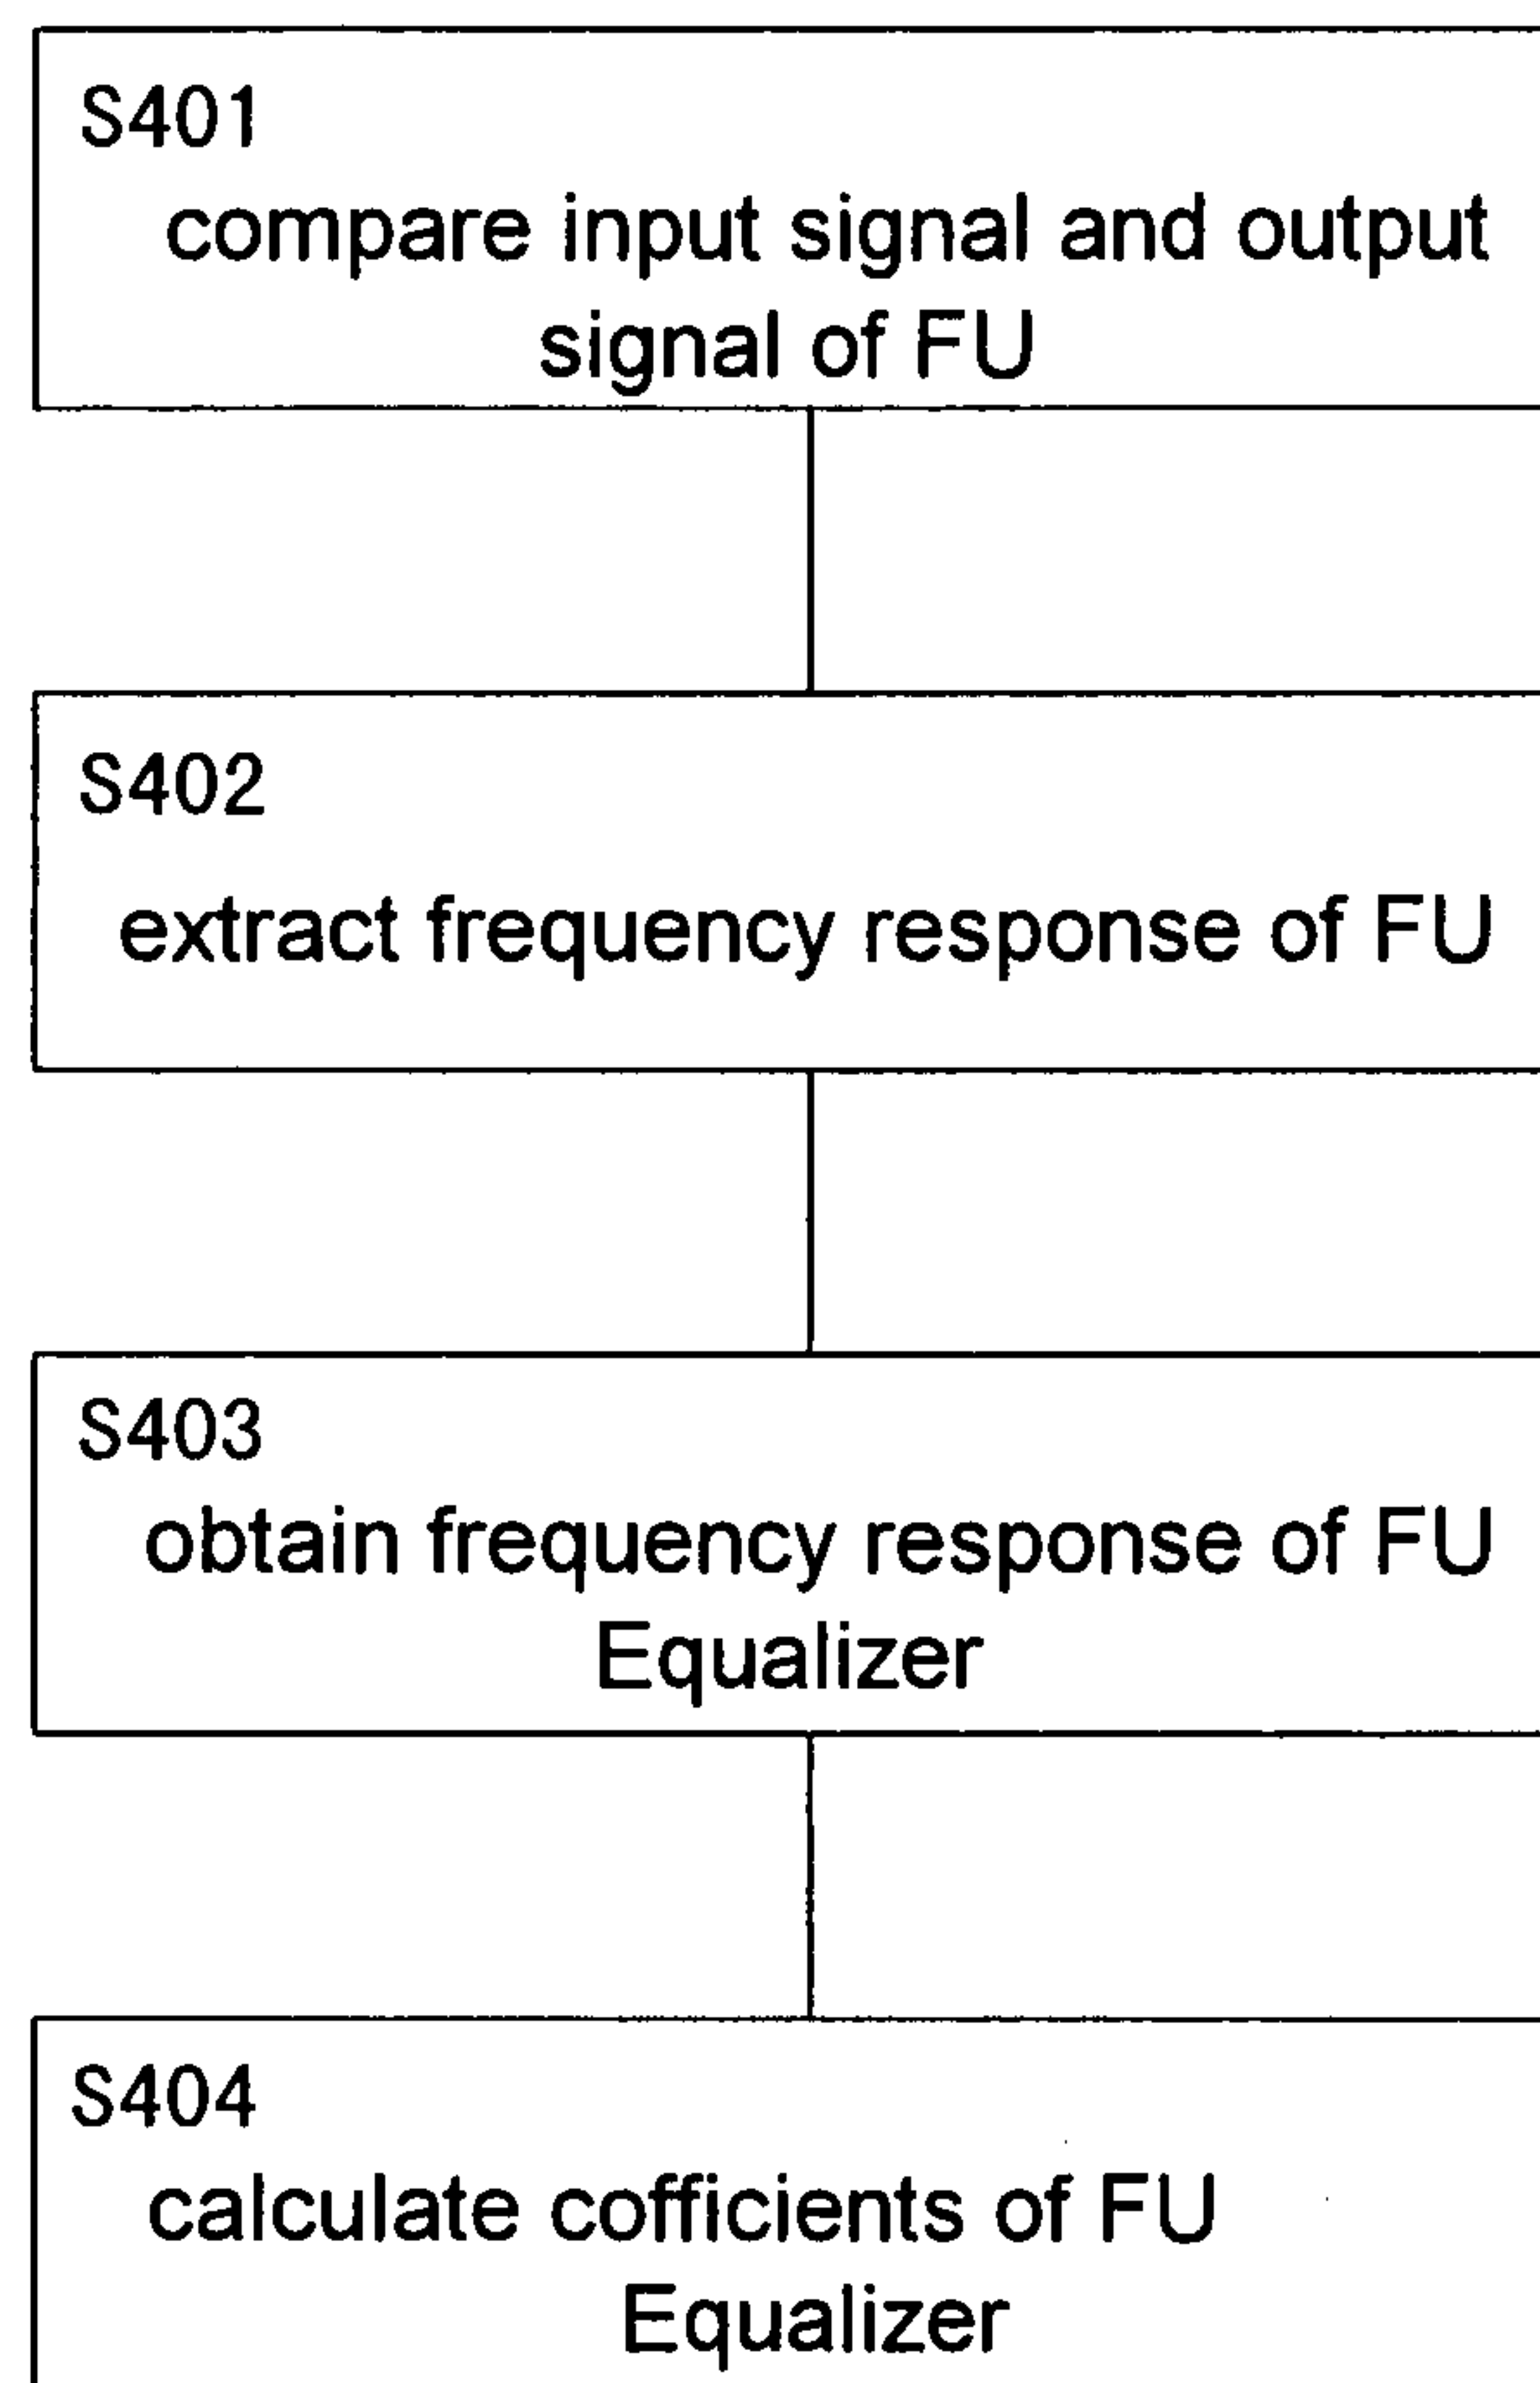 S401
compare input signal and output
signal of FU
S402
extract frequency response of FU
S403
obtain frequency response of FU
Equalizer
S404
calculate cofficients of FU
Equalizer